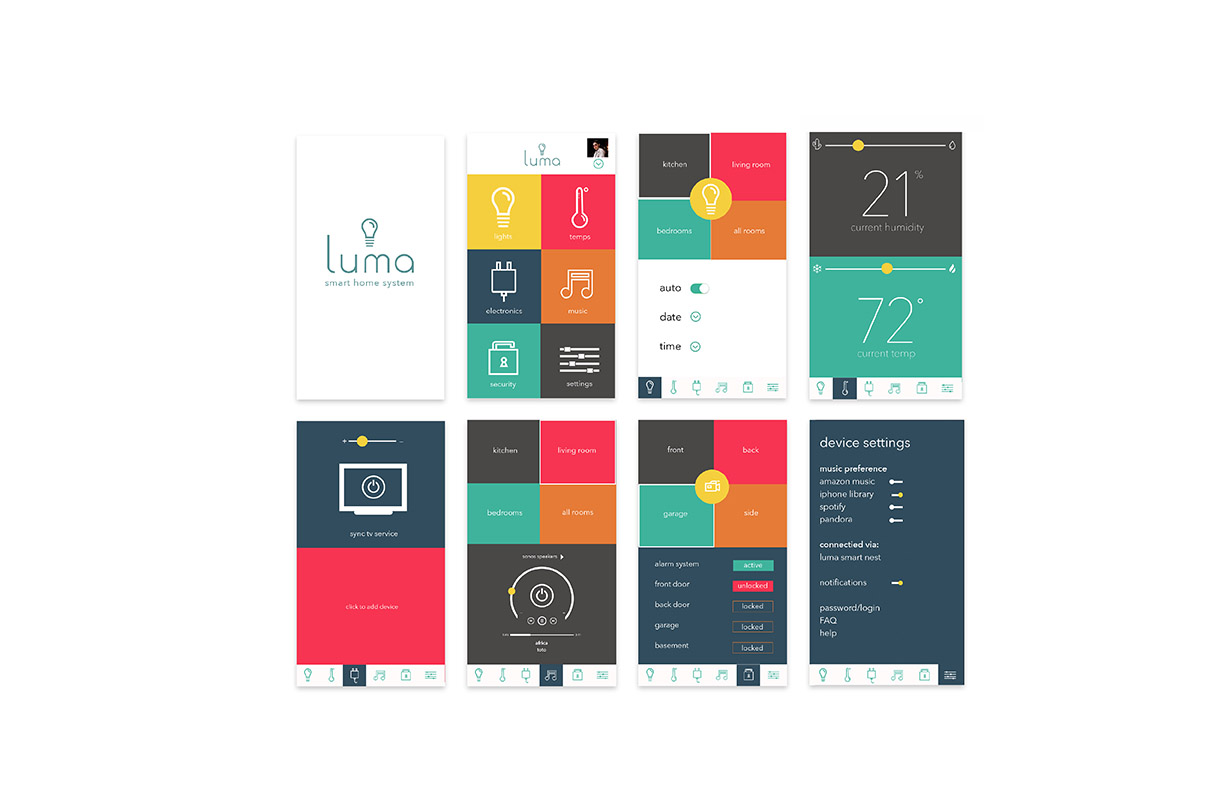 luma
smart home system
luma
lights
temps
electronics
music
security
settings
kitchen
living room
bedrooms
all rooms
auto
date
time
21%
current humidity
72°
current temp
+
–
sync tv service
click to add device
kitchen
living room
bedrooms
all rooms
sonos speakers
africa
toto
front
back
garage
side
alarm system active
front door unlocked
back door locked
garage locked
basement locked
device settings
music preference
amazon music
iphone library
spotify
pandora
connectied via:
luma smart nest
notifications
password/login
FAQ
help